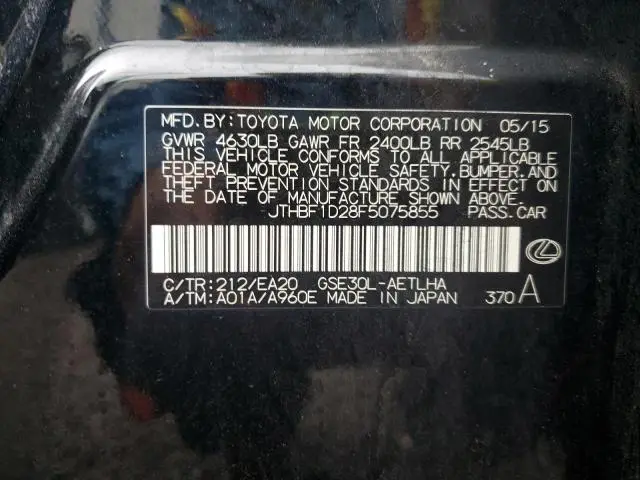 MFD.BY:TOYOTA MOTOR CORPORATION 05/15
GVWR 4630LB GAWR FR 2400LB RR 2545LB
THIS VEHICLE CONFORMS TO ALL APPLICABLE
FEDERAL MOTOR VEHICLE SAFETY,BUMPER,AND
THEFT PREVENTION STANDARDS IN EFFECT ON
THE DATE OF MANUFACTURE SHOWN ABOVE.
JTHBF1D28F5075855 PASS.CAR
C/TR:212/EA20 GSE30L-AETLHA
A/TM:A01A/A960E MADE IN JAPAN 370 A